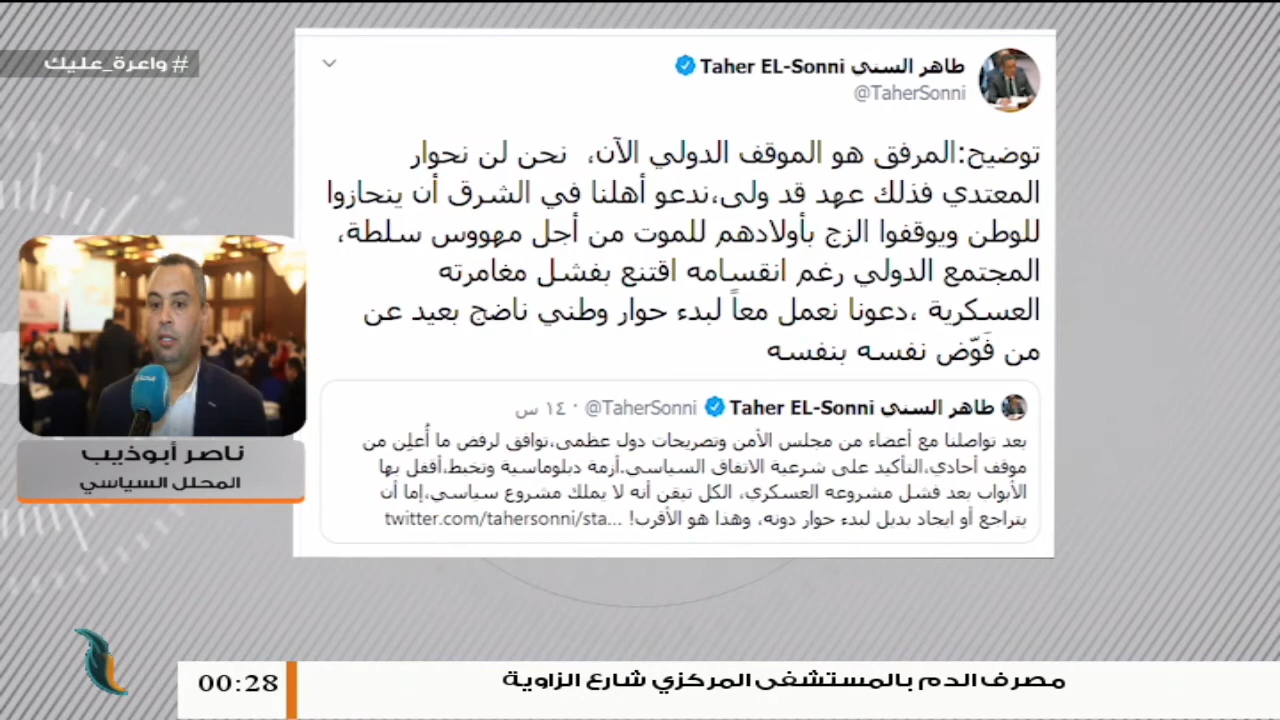 #واعرة_عليك
طاهر السني Taher EL-Sonni
@TaherSonni
توضيح:المرفق هو الموقف الدولي الآن، نحن لن نحوار
المعتدي فذلك عهد قد ولى،ندعو أهلنا في الشرق أن ينحازوا
للوطن ويوقفوا الزج بأولادهم للموت من أجل مهووس سلطة،
المجتمع الدولي رغم انقسامه اقتنع بفشل مغامرته
العسكرية ،دعونا نعمل معاً لبدء حوار وطني ناضج بعيد عن
من فَوّض نفسه بنفسه
طاهر السني Taher EL-Sonni @TaherSonni · ١٤ س
بعد تواصلنا مع أعضاء من مجلس الأمن وتصريحات دول عظمى،توافق لرفض ما أُعلِن من
موقف أحادي،التأكيد على شرعية الاتفاق السياسي.أزمة دبلوماسية وتخبط،أقفل بها
الأبواب بعد فشل مشروعه العسكري، الكل تيقن أنه لا يملك مشروع سياسي،إما أن
يتراجع أو ايجاد بديل لبدء حوار دونه، وهذا هو الأقرب! twitter.com/tahersonni/sta...
ناصر أبوذيب
المحلل السياسي
مصرف الدم بالمستشفى المركزي شارع الزاوية
00:28